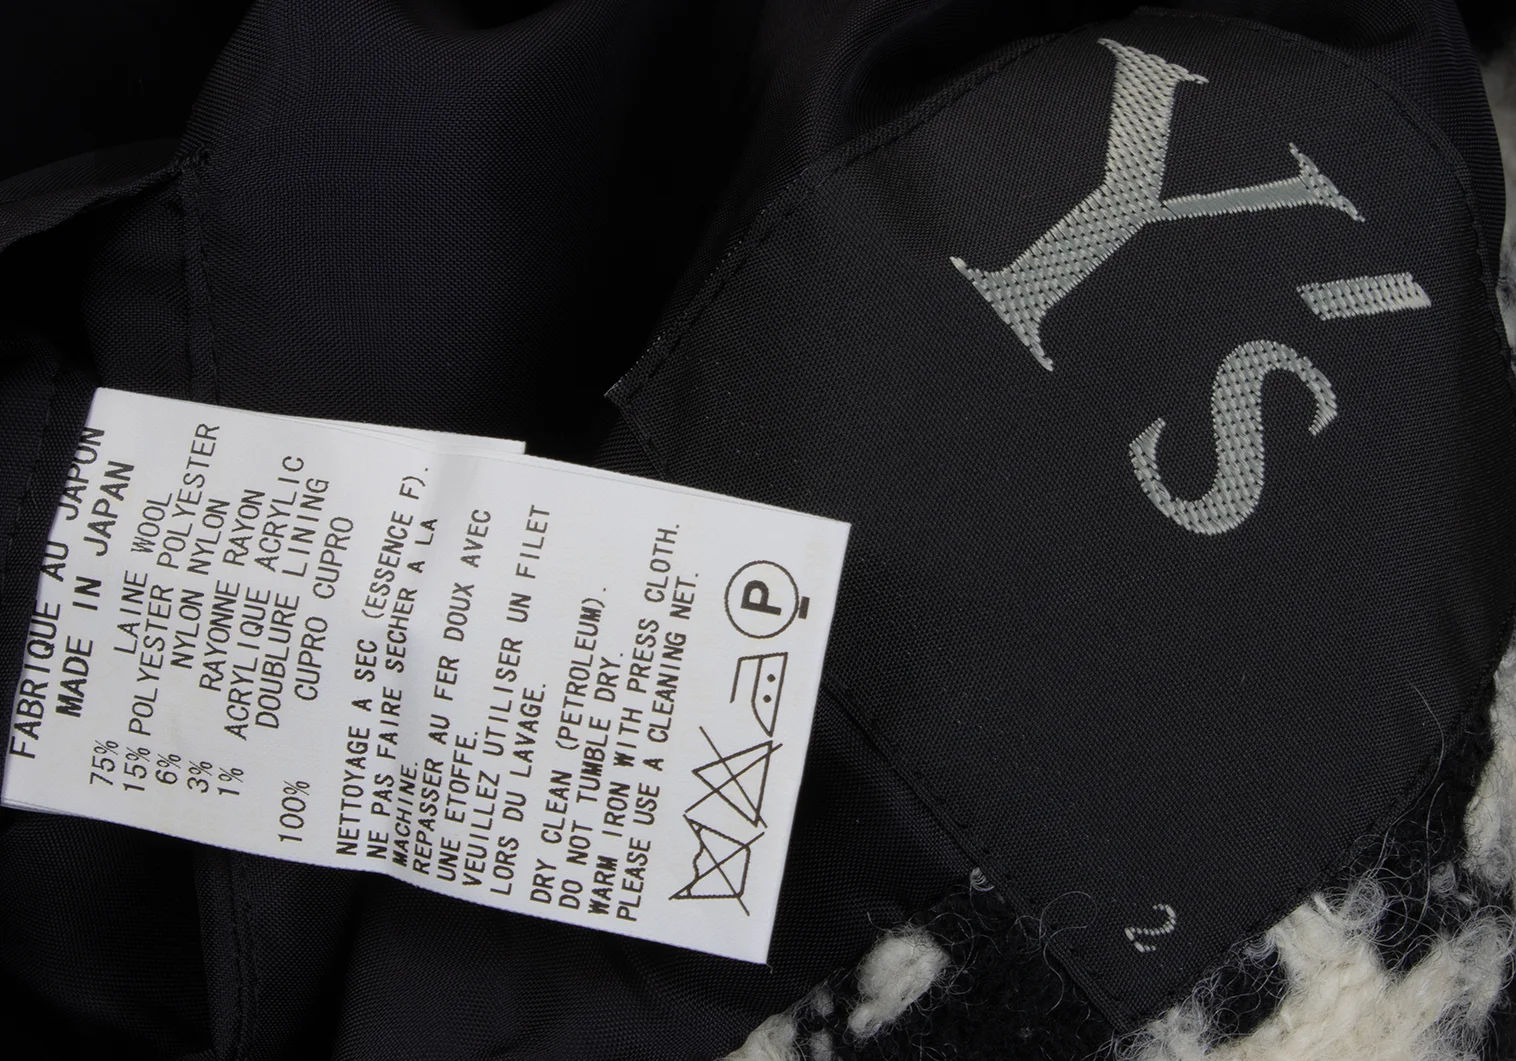 Y's
2
FABRIQUE AU JAPON
MADE IN JAPAN
75% LAINE WOOL
15% POLYESTER POLYESTER
6% NYLON NYLON
3% RAYONNE RAYON
1% ACRYLIQUE ACRYLIC
DOUBLURE LINING
100% CUPRO CUPRO
NETTOYAGE A SEC (ESSENCE F).
NE PAS FAIRE SECHER A LA
MACHINE.
REPASSER AU FER DOUX AVEC
UNE ETOFFE.
VEUILLEZ UTILISER UN FILET
LORS DU LAVAGE.
DRY CLEAN (PETROLEUM).
DO NOT TUMBLE DRY.
WARM IRON WITH PRESS CLOTH.
PLEASE USE A CLEANING NET.
P